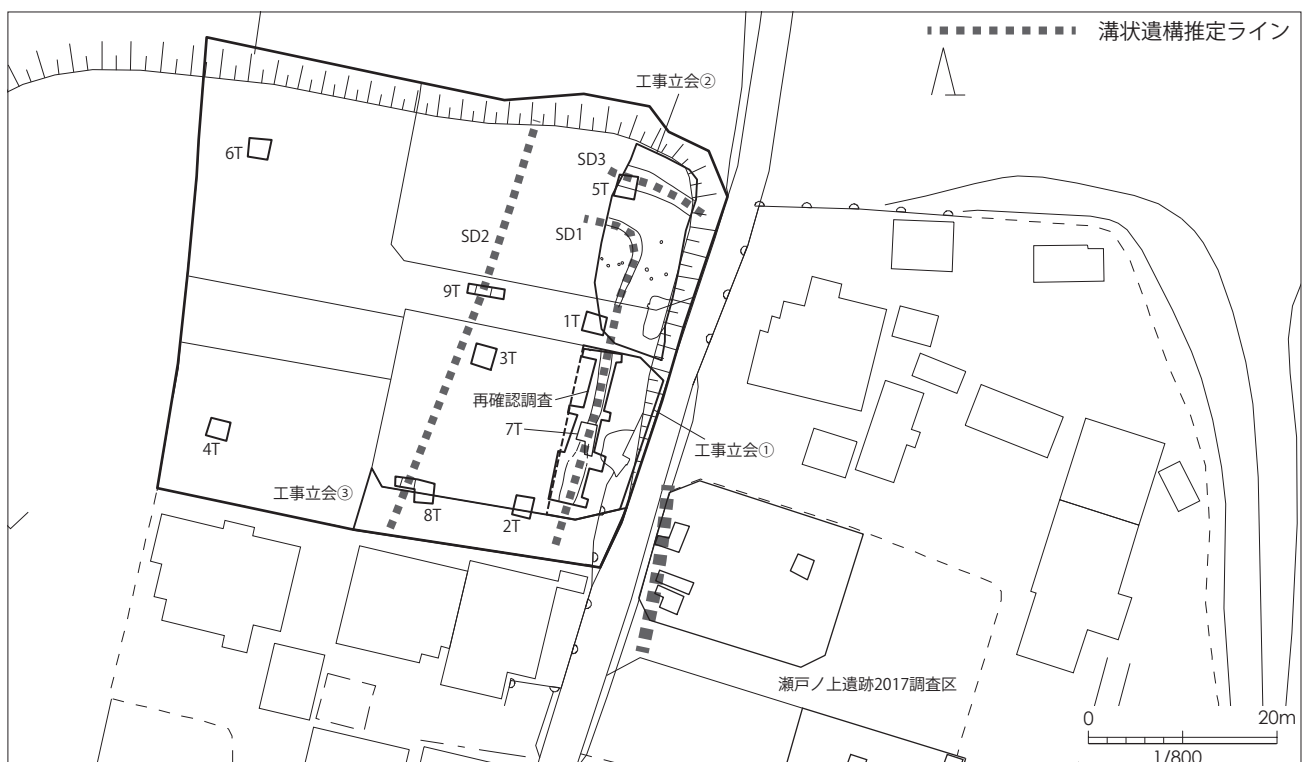 溝状遺構推定ライン
工事立会②
6T
SD3
5T
SD2
SD1
9T
1T
3T
再確認調査
4T
7T
工事立会①
工事立会③
8T
2T
瀬戸ノ上遺跡2017調査区
0 20m
1/800